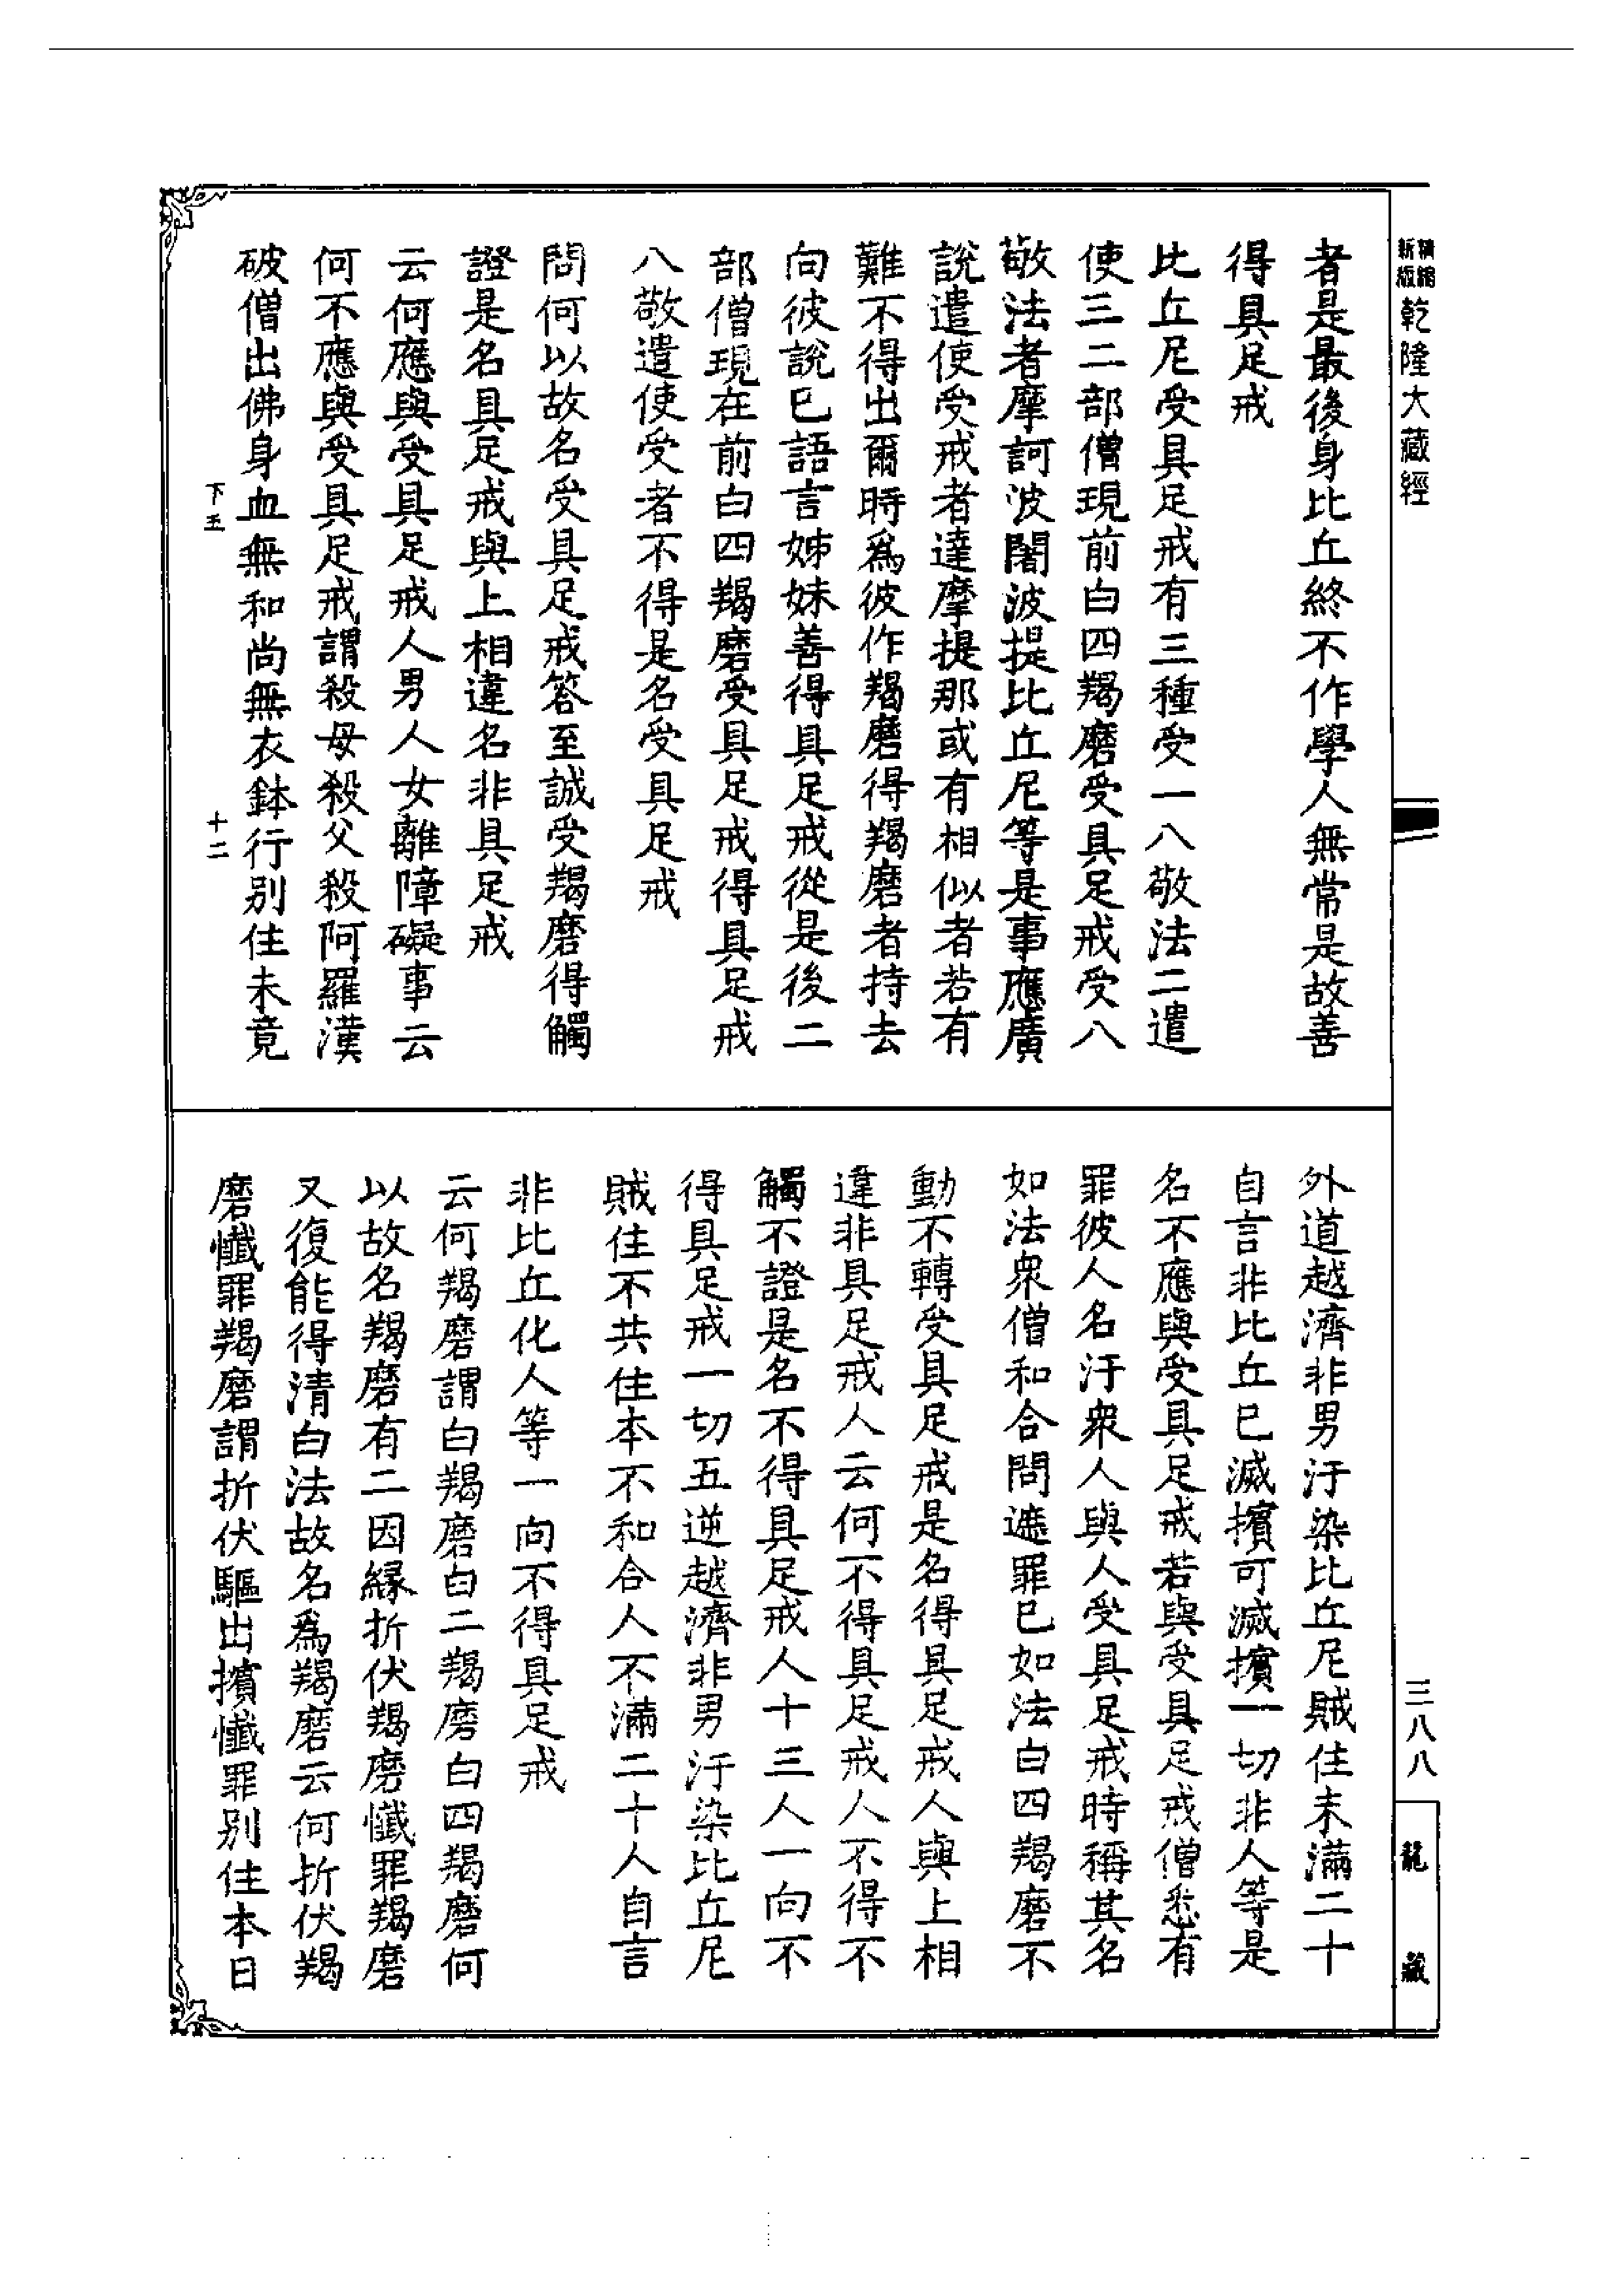 精縮
新版
乾隆大藏經
者是最後身比丘終不作學人無常是故善
得具足戒
比丘尼受具足戒有三種受一八敬法二遣
使三二部僧現前白四羯磨受具足戒受八
敬法者摩訶波闍波提比丘尼等是事應廣
說遣使受戒者達摩提那或有相似者若有
難不得出爾時爲彼作羯磨得羯磨者持去
向彼說已語言姊妹善得具足戒從是後二
部僧現在前白四羯磨受具足戒得具足戒
八敬遣使受者不得是名受具足戒
問何以故名受具足戒答至誠受羯磨得觸
證是名具足戒與上相違名非具足戒
云何應與受具足戒人男人女離障礙事云
何不應與受具足戒謂殺母殺父殺阿羅漢
破僧出佛身血無和尚無衣鉢行別住未竟
下五
十二
外道越濟非男汙染比丘尼賊住未滿二十
自言非比丘已滅擯可滅擯一切非人等是
名不應與受具足戒若與受具足戒僧悉有
罪彼人名汙衆人與人受具足戒時稱其名
如法衆僧和合問遮罪已如法白四羯磨不
動不轉受具足戒是名得具足戒人與上相
違非具足戒人云何不得具足戒人不得不
觸不證是名不得具足戒人十三人一向不
得具足戒一切五逆越濟非男汙染比丘尼
賊住不共住本不和合人不滿二十人自言
非比丘化人等一向不得具足戒
云何羯磨謂白羯磨白二羯磨白四羯磨何
以故名羯磨有二因緣折伏羯磨懺罪羯磨
又復能得清白法故名爲羯磨云何折伏羯
磨懺罪羯磨謂折伏驅出擯懺罪別住本日
三八八
龍藏